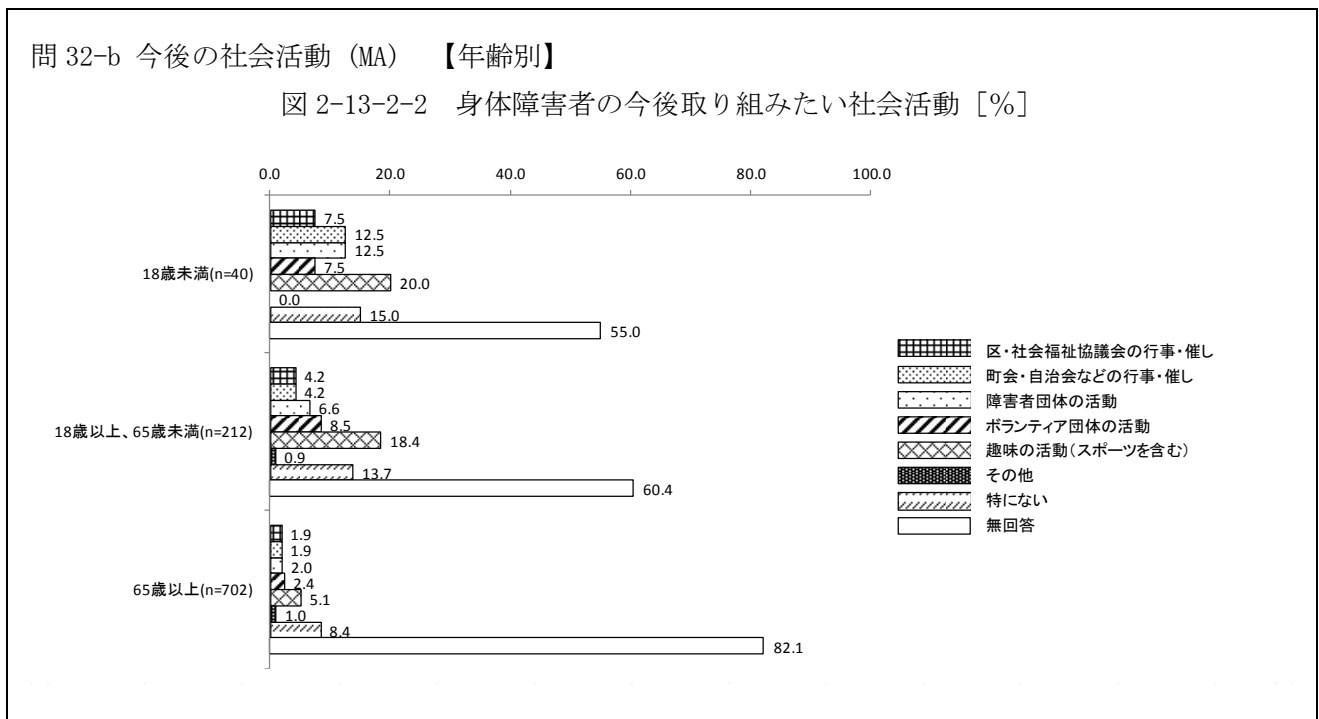 問 32-b 今後の社会活動 (MA) 【年齢別】
図 2-13-2-2 身体障害者の今後取り組みたい社会活動［%］
0.0 20.0 40.0 60.0 80.0 100.0
18歳未満(n=40)
7.5
12.5
12.5
7.5
20.0
0.0
15.0
55.0
18歳以上、65歳未満(n=212)
4.2
4.2
6.6
8.5
18.4
0.9
13.7
60.4
65歳以上(n=702)
1.9
1.9
2.0
2.4
5.1
1.0
8.4
82.1
区・社会福祉協議会の行事・催し
町会・自治会などの行事・催し
障害者団体の活動
ボランティア団体の活動
趣味の活動(スポーツを含む)
その他
特にない
無回答